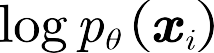 log p_θ (𝒙_i)